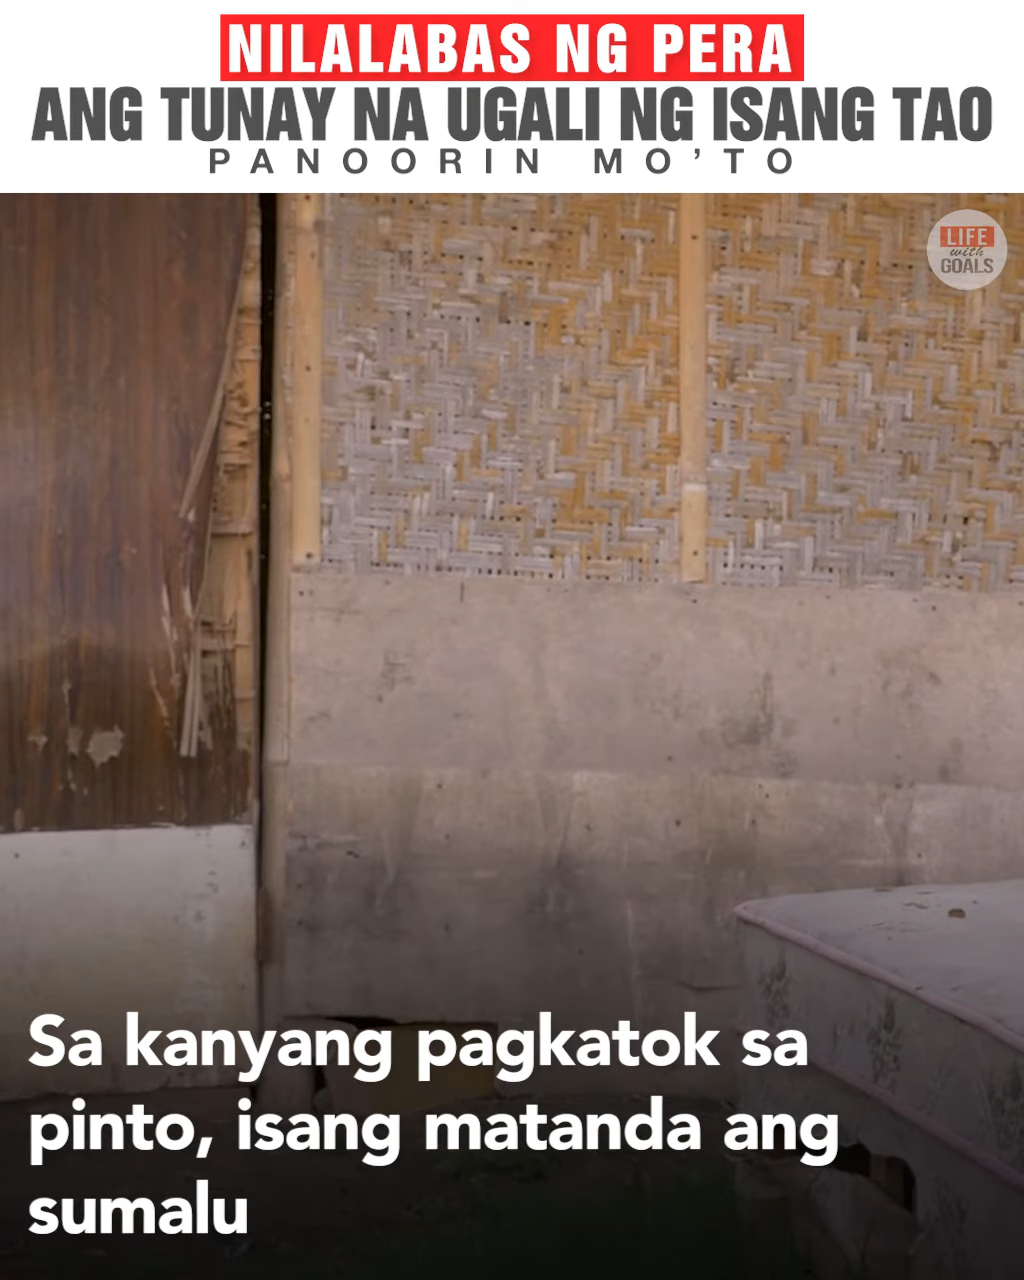 NILALABAS NG PERA
ANG TUNAY NA UGALI NG ISANG TAO
PANOORIN MO'TO
LIFE
with
GOALS
Sa kanyang pagkatok sa
pinto, isang matanda ang
sumalu